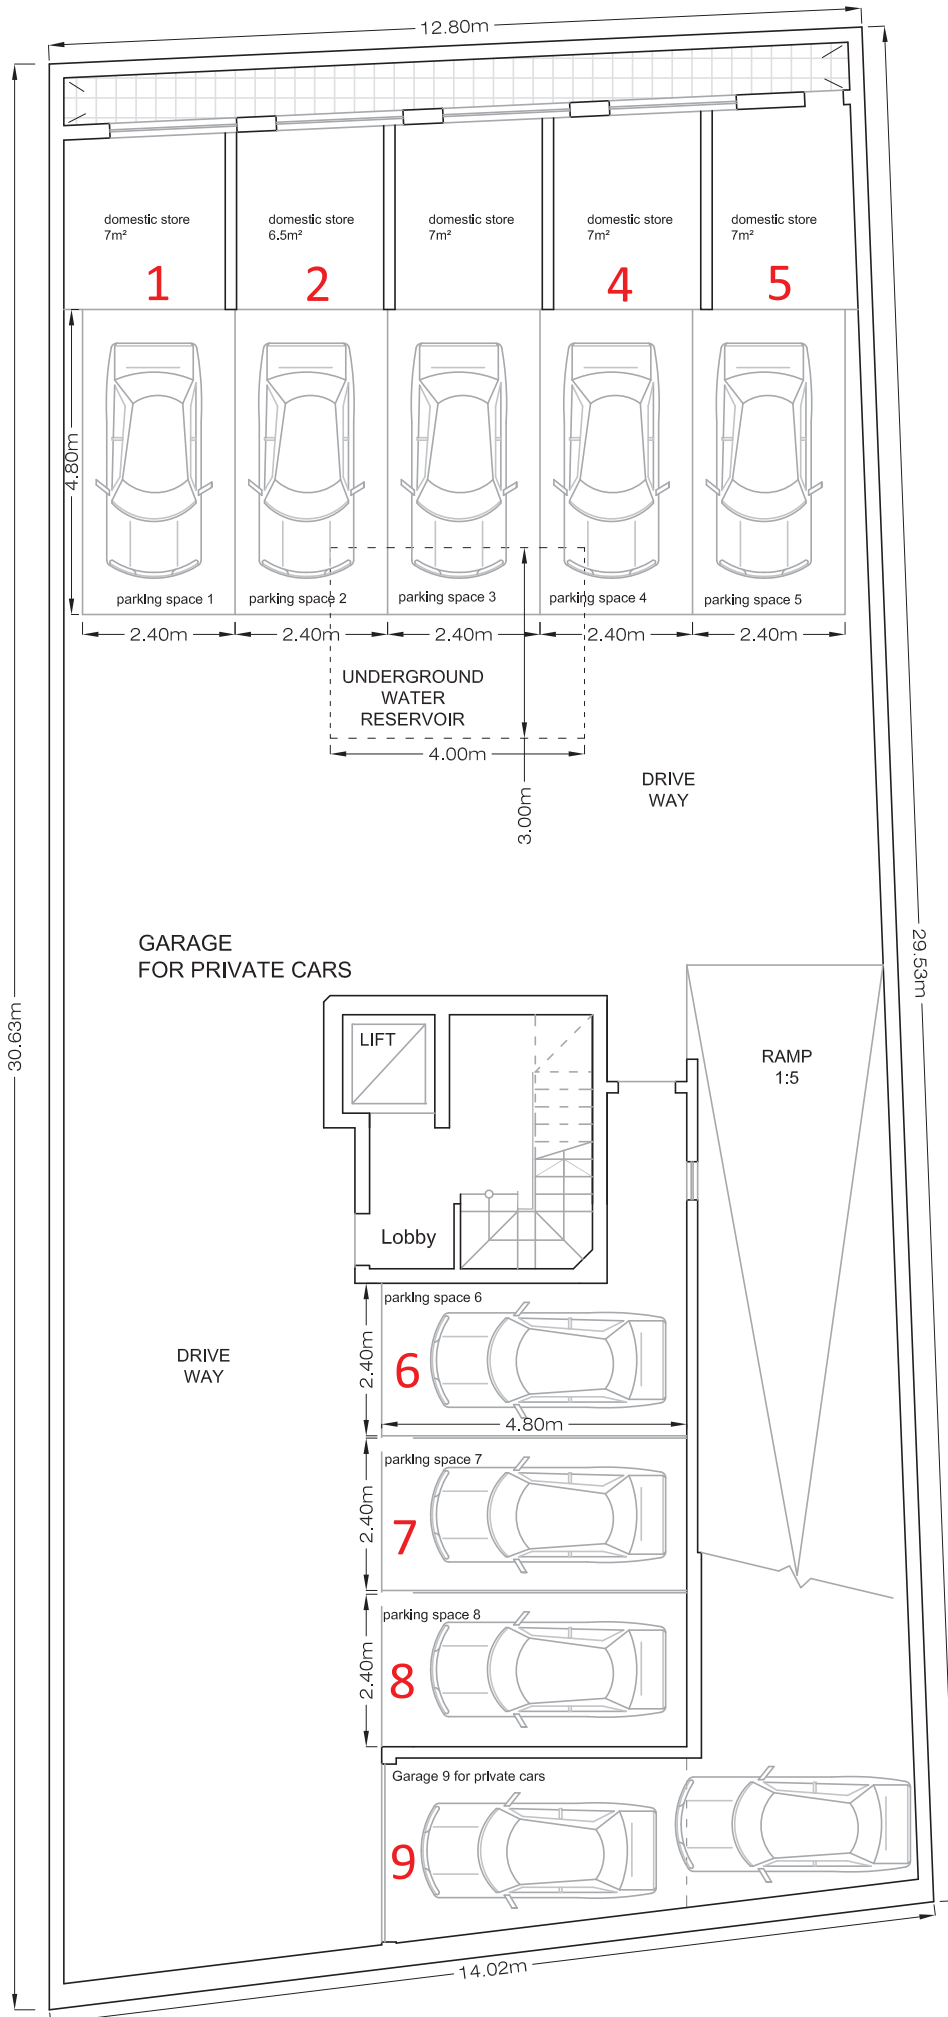 12.80m
domestic store
7m²
domestic store
6.5m²
domestic store
7m²
domestic store
7m²
domestic store
7m²
1
2
4
5
4.80m
parking space 1
parking space 2
parking space 3
parking space 4
parking space 5
2.40m
2.40m
2.40m
2.40m
2.40m
UNDERGROUND
WATER
RESERVOIR
4.00m
3.00m
DRIVE
WAY
GARAGE
FOR PRIVATE CARS
29.53m
30.63m
LIFT
RAMP
1:5
Lobby
parking space 6
DRIVE
WAY
2.40m
6
4.80m
parking space 7
2.40m
7
parking space 8
2.40m
8
Garage 9 for private cars
9
14.02m